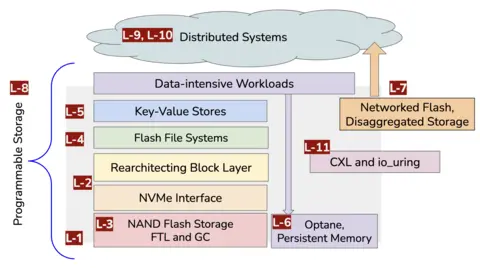 L-9, L-10
Distributed Systems
L-8
Programmable Storage
Data-intensive Workloads
L-7
Networked Flash,
Disaggregated Storage
L-5
Key-Value Stores
L-4
Flash File Systems
Rearchitecting Block Layer
L-11
CXL and io_uring
L-2
NVMe Interface
L-3
NAND Flash Storage
FTL and GC
L-1
L-6
Optane,
Persistent Memory